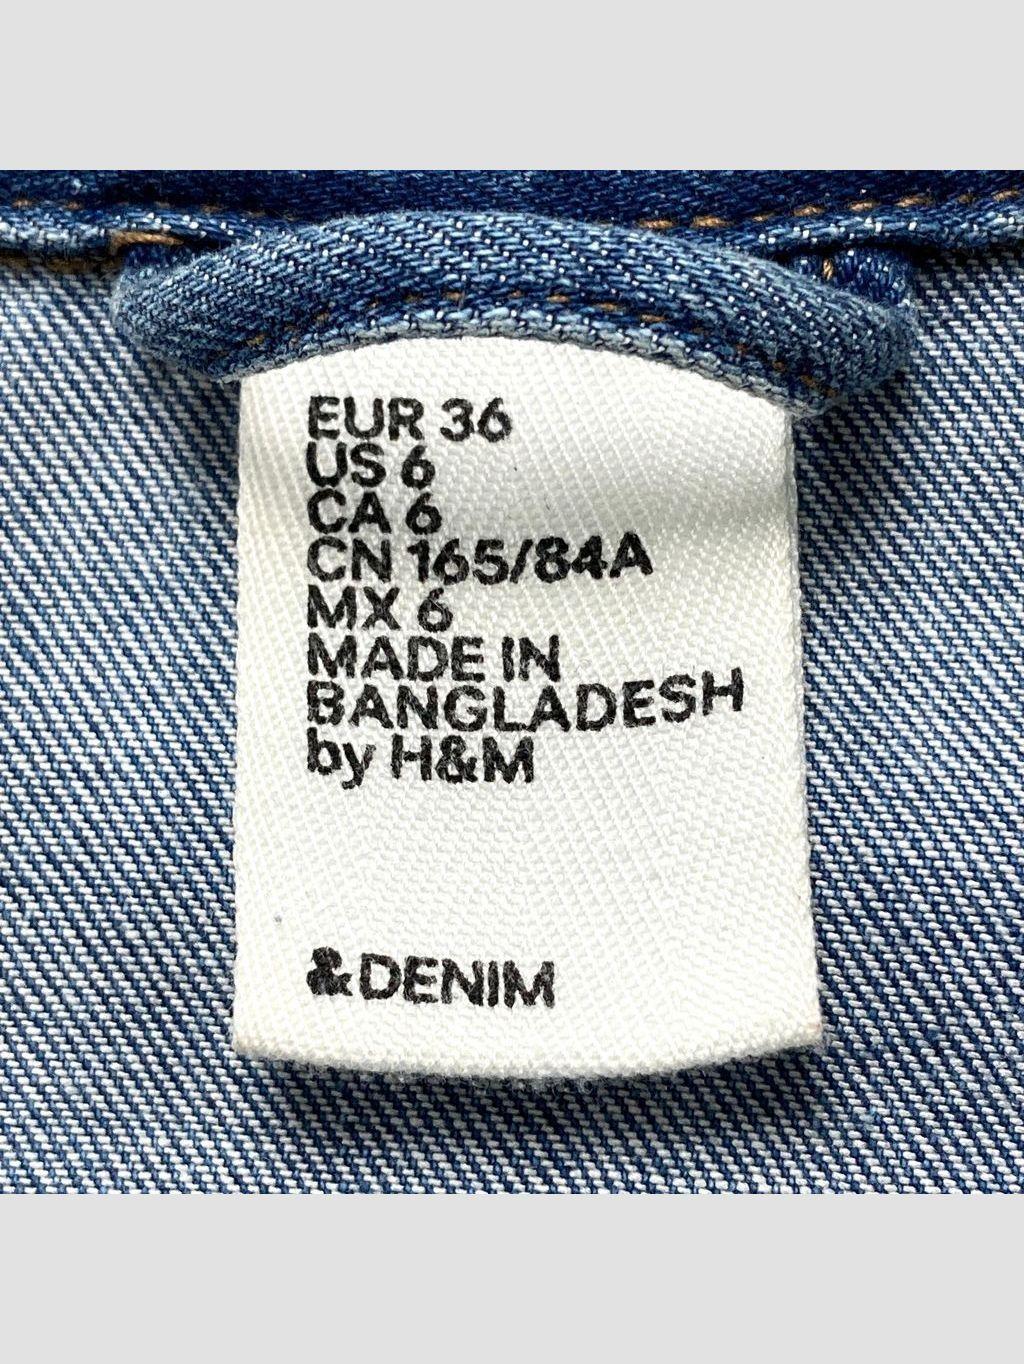 EUR 36
US 6
CA 6
CN 165/84A
MX 6
MADE IN
BANGLADESH
by H&M
&DENIM